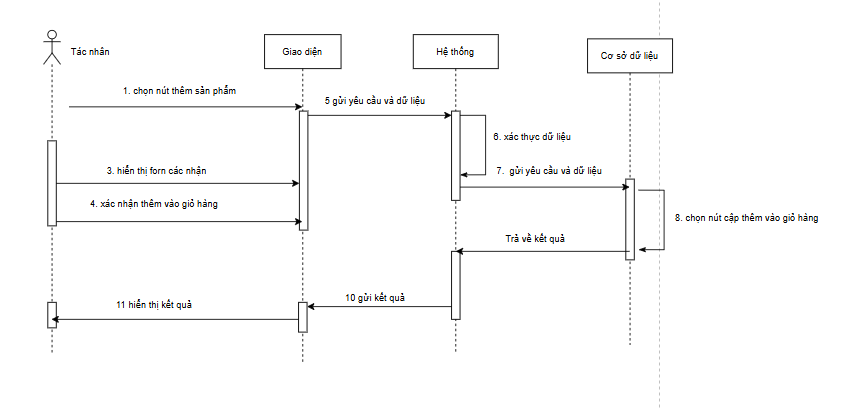 Tác nhân
Giao diện
Hệ thống
Cơ sở dữ liệu
1. chọn nút thêm sản phẩm
5 gửi yêu cầu và dữ liệu
6. xác thực dữ liệu
3. hiển thị forn các nhận
7. gửi yêu cầu và dữ liệu
4. xác nhận thêm vào giỏ hàng
8. chọn nút cập thêm vào giỏ hàng
Trả về kết quả
10 gửi kết quả
11 hiển thị kết quả